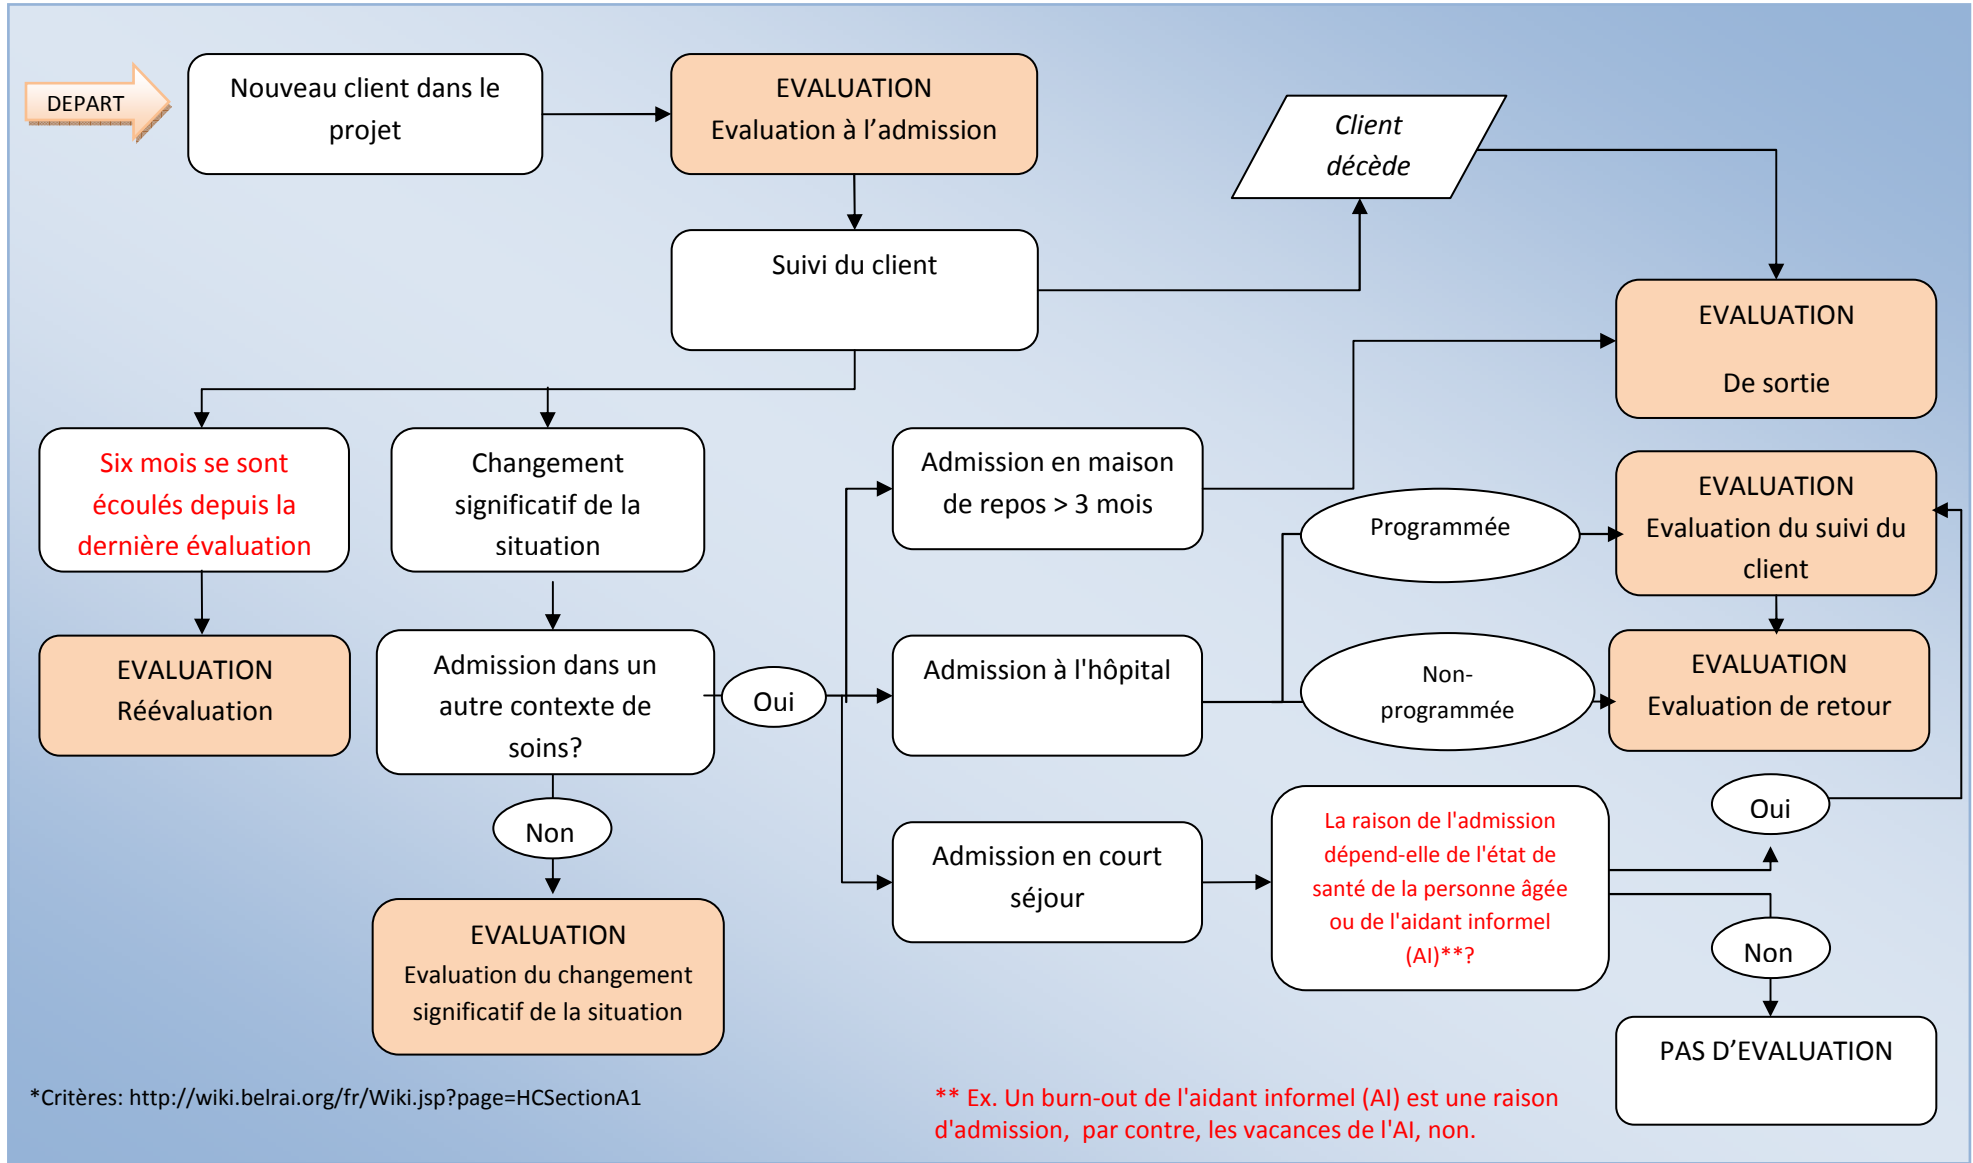 DEPART
Nouveau client dans le
projet
EVALUATION
Evaluation à l’admission
Client
décède
Suivi du client
EVALUATION
De sortie
Six mois se sont
écoulés depuis la
dernière évaluation
Changement
significatif de la
situation
Admission en maison
de repos > 3 mois
Programmée
EVALUATION
Evaluation du suivi du
client
EVALUATION
Réévaluation
Admission dans un
autre contexte de
soins?
Oui
Admission à l'hôpital
Non-
programmée
EVALUATION
Evaluation de retour
Non
Admission en court
séjour
La raison de l'admission
dépend-elle de l'état de
santé de la personne âgée
ou de l'aidant informel
(AI)**?
Oui
Non
EVALUATION
Evaluation du changement
significatif de la situation
PAS D’EVALUATION
*Critères: http://wiki.belrai.org/fr/Wiki.jsp?page=HCSectionA1
** Ex. Un burn-out de l'aidant informel (AI) est une raison
d'admission, par contre, les vacances de l'AI, non.